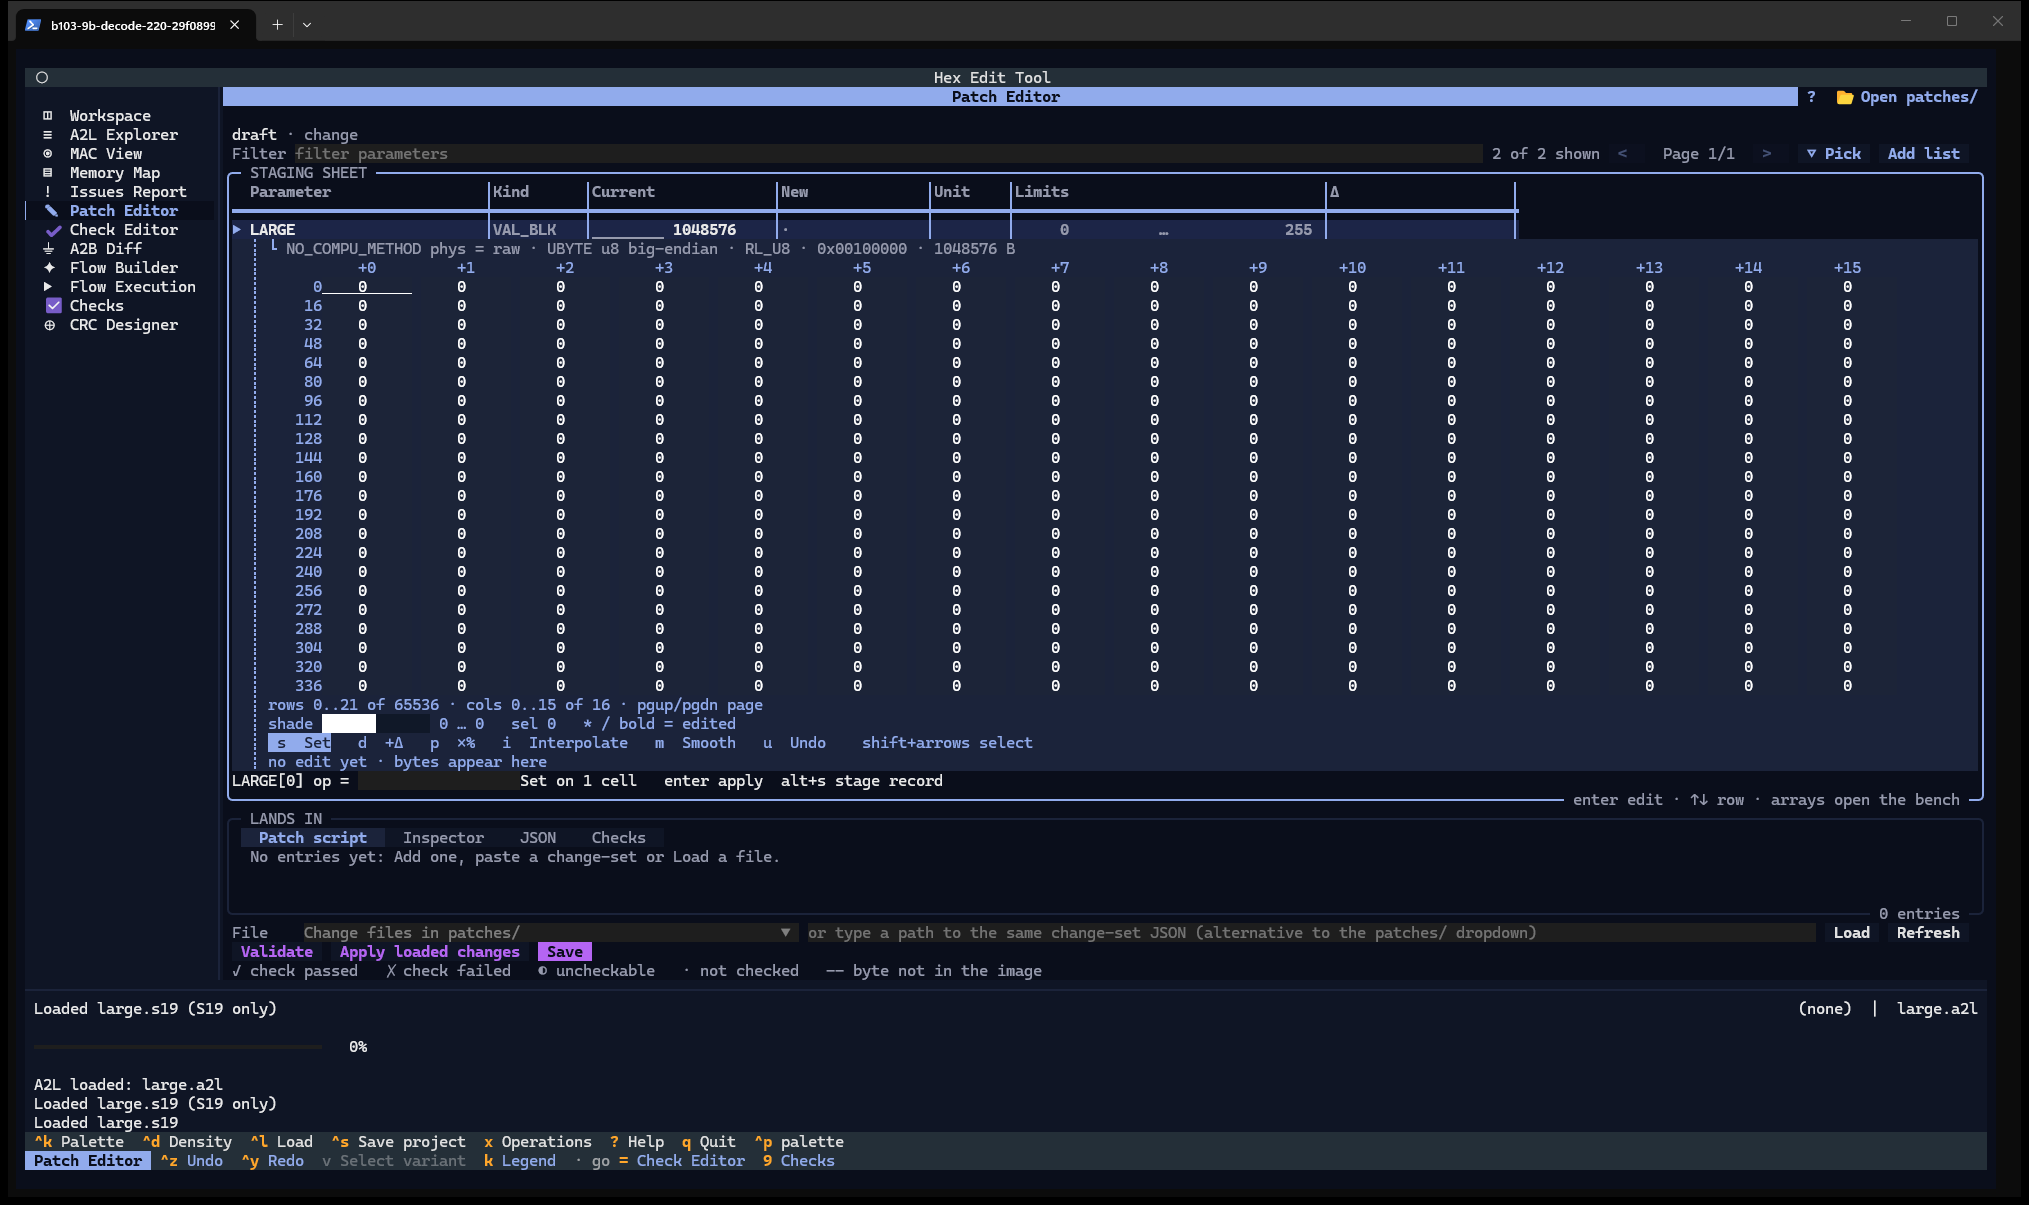 b103-9b-decode-220-29f0899
Hex Edit Tool
Patch Editor ? Open patches/
Workspace
A2L Explorer
MAC View
Memory Map
Issues Report
Patch Editor
Check Editor
A2B Diff
Flow Builder
Flow Execution
Checks
CRC Designer
draft · change
Filter filter parameters 2 of 2 shown < Page 1/1 > ▽ Pick Add list
STAGING SHEET
Parameter Kind Current New Unit Limits Δ
▶ LARGE VAL_BLK ________ 1048576 · 0 … 255
└ NO_COMPU_METHOD phys = raw · UBYTE u8 big-endian · RL_U8 · 0x00100000 · 1048576 B
+0 +1 +2 +3 +4 +5 +6 +7 +8 +9 +10 +11 +12 +13 +14 +15
0 0 0 0 0 0 0 0 0 0 0 0 0 0 0 0 0
16 0 0 0 0 0 0 0 0 0 0 0 0 0 0 0 0
32 0 0 0 0 0 0 0 0 0 0 0 0 0 0 0 0
48 0 0 0 0 0 0 0 0 0 0 0 0 0 0 0 0
64 0 0 0 0 0 0 0 0 0 0 0 0 0 0 0 0
80 0 0 0 0 0 0 0 0 0 0 0 0 0 0 0 0
96 0 0 0 0 0 0 0 0 0 0 0 0 0 0 0 0
112 0 0 0 0 0 0 0 0 0 0 0 0 0 0 0 0
128 0 0 0 0 0 0 0 0 0 0 0 0 0 0 0 0
144 0 0 0 0 0 0 0 0 0 0 0 0 0 0 0 0
160 0 0 0 0 0 0 0 0 0 0 0 0 0 0 0 0
176 0 0 0 0 0 0 0 0 0 0 0 0 0 0 0 0
192 0 0 0 0 0 0 0 0 0 0 0 0 0 0 0 0
208 0 0 0 0 0 0 0 0 0 0 0 0 0 0 0 0
224 0 0 0 0 0 0 0 0 0 0 0 0 0 0 0 0
240 0 0 0 0 0 0 0 0 0 0 0 0 0 0 0 0
256 0 0 0 0 0 0 0 0 0 0 0 0 0 0 0 0
272 0 0 0 0 0 0 0 0 0 0 0 0 0 0 0 0
288 0 0 0 0 0 0 0 0 0 0 0 0 0 0 0 0
304 0 0 0 0 0 0 0 0 0 0 0 0 0 0 0 0
320 0 0 0 0 0 0 0 0 0 0 0 0 0 0 0 0
336 0 0 0 0 0 0 0 0 0 0 0 0 0 0 0 0
rows 0..21 of 65536 · cols 0..15 of 16 · pgup/pgdn page
shade 0 … 0 sel 0 * / bold = edited
s Set d +Δ p ×% i Interpolate m Smooth u Undo shift+arrows select
no edit yet · bytes appear here
LARGE[0] op = Set on 1 cell enter apply alt+s stage record
enter edit · ↑↓ row · arrays open the bench
LANDS IN
Patch script Inspector JSON Checks
No entries yet: Add one, paste a change-set or Load a file.
0 entries
File Change files in patches/ ▼ or type a path to the same change-set JSON (alternative to the patches/ dropdown) Load Refresh
Validate Apply loaded changes Save
√ check passed ╳ check failed ◐ uncheckable · not checked -- byte not in the image
Loaded large.s19 (S19 only) (none) | large.a2l
0%
A2L loaded: large.a2l
Loaded large.s19 (S19 only)
Loaded large.s19
^k Palette ^d Density ^l Load ^s Save project x Operations ? Help q Quit ^p palette
Patch Editor ^z Undo ^y Redo v Select variant k Legend · go = Check Editor 9 Checks